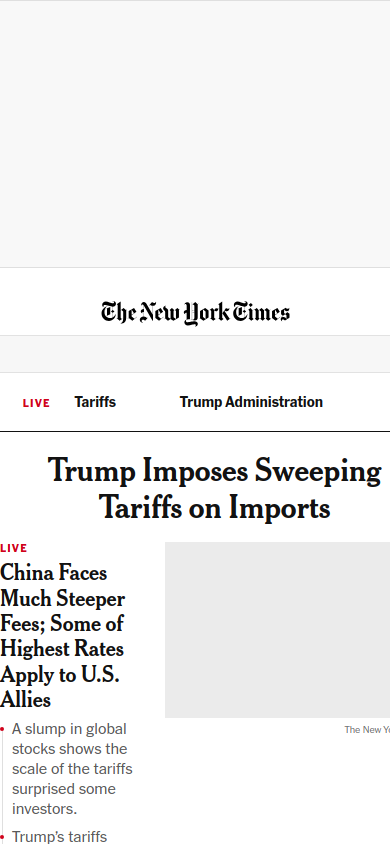 The New York Times
LIVE Tariffs Trump Administration
Trump Imposes Sweeping
Tariffs on Imports
LIVE
China Faces
Much Steeper
Fees; Some of
Highest Rates
Apply to U.S.
Allies
A slump in global
stocks shows the
scale of the tariffs
surprised some
investors.
The New Yo
Trump's tariffs